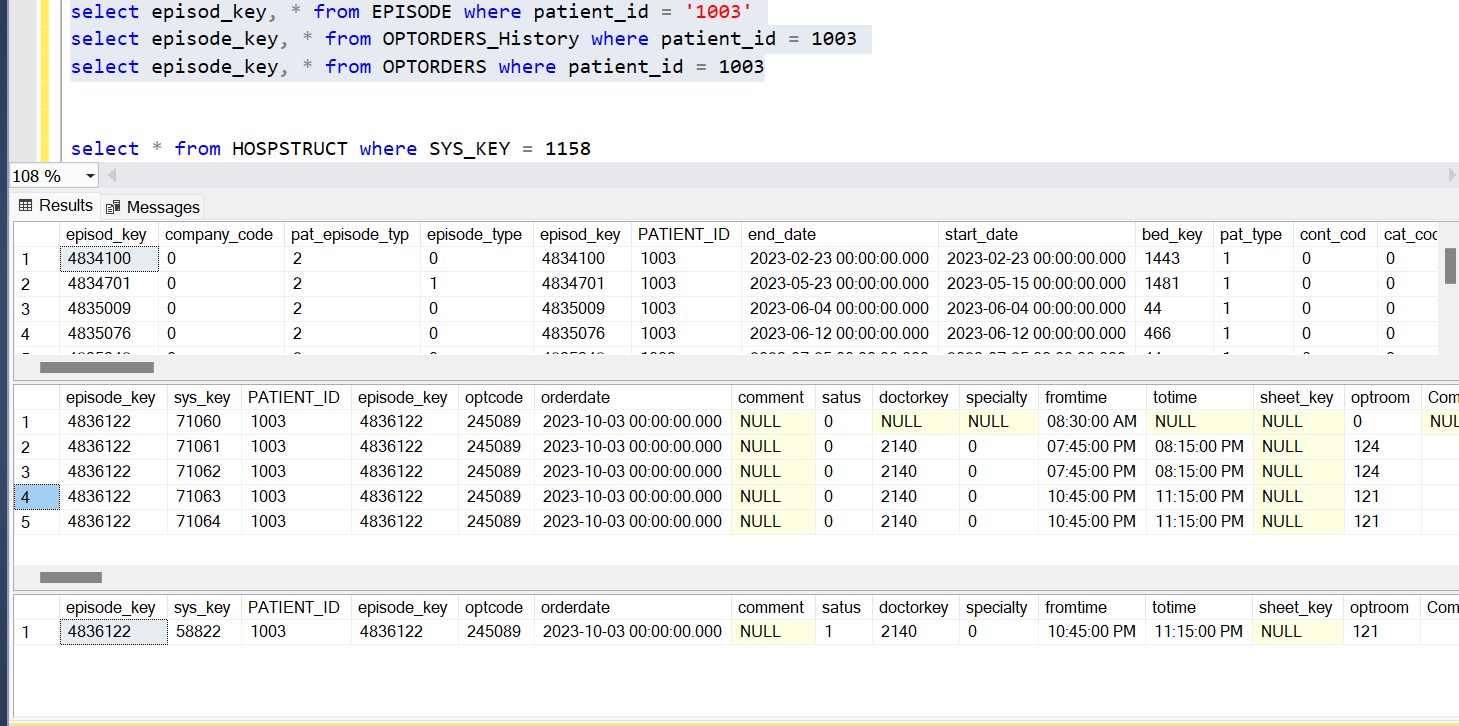 select episod_key, * from EPISODE where patient_id = '1003'
select episode_key, * from OPTORDERS_History where patient_id = 1003
select episode_key, * from OPTORDERS where patient_id = 1003
select * from HOSPSTRUCT where SYS_KEY = 1158
108 %
Results Messages
episod_key company_code pat_episode_typ episode_type episod_key PATIENT_ID end_date start_date bed_key pat_type cont_cod
1 4834100 0 2 0 4834100 1003 2023-02-23 00:00:00.000 2023-02-23 00:00:00.000 1443 1 0 0
2 4834701 0 2 1 4834701 1003 2023-05-23 00:00:00.000 2023-05-15 00:00:00.000 1481 1 0 0
3 4835009 0 2 0 4835009 1003 2023-06-04 00:00:00.000 2023-06-04 00:00:00.000 44 1 0 0
4 4835076 0 2 0 4835076 1003 2023-06-12 00:00:00.000 2023-06-12 00:00:00.000 466 1 0 0
episode_key sys_key PATIENT_ID episode_key optcode orderdate comment satus doctorkey specialty fromtime totime sheet_key optroom Com
1 4836122 71060 1003 4836122 245089 2023-10-03 00:00:00.000 NULL 0 NULL NULL 08:30:00 AM NULL NULL 0 NUL
2 4836122 71061 1003 4836122 245089 2023-10-03 00:00:00.000 NULL 0 2140 0 07:45:00 PM 08:15:00 PM NULL 124
3 4836122 71062 1003 4836122 245089 2023-10-03 00:00:00.000 NULL 0 2140 0 07:45:00 PM 08:15:00 PM NULL 124
4 4836122 71063 1003 4836122 245089 2023-10-03 00:00:00.000 NULL 0 2140 0 10:45:00 PM 11:15:00 PM NULL 121
5 4836122 71064 1003 4836122 245089 2023-10-03 00:00:00.000 NULL 0 2140 0 10:45:00 PM 11:15:00 PM NULL 121
episode_key sys_key PATIENT_ID episode_key optcode orderdate comment satus doctorkey specialty fromtime totime sheet_key optroom Com
1 4836122 58822 1003 4836122 245089 2023-10-03 00:00:00.000 NULL 1 2140 0 10:45:00 PM 11:15:00 PM NULL 121